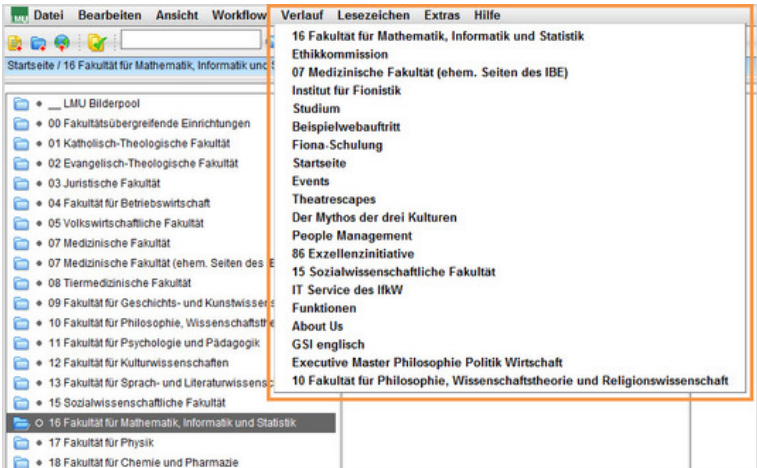 LMU Datei Bearbeiten Ansicht Workflow Verlauf Lesezeichen Extras Hilfe
Startseite / 16 Fakultät für Mathematik, Informatik und
16 Fakultät für Mathematik, Informatik und Statistik
Ethikkommission
07 Medizinische Fakultät (ehem. Seiten des IBE)
Institut für Fionistik
Studium
Beispielwebauftritt
Fiona-Schulung
Startseite
Events
Theatrescapes
Der Mythos der drei Kulturen
People Management
86 Exzellenzinitiative
15 Sozialwissenschaftliche Fakultät
IT Service des IfkW
Funktionen
About Us
GSI englisch
Executive Master Philosophie Politik Wirtschaft
10 Fakultät für Philosophie, Wissenschaftstheorie und Religionswissenschaft
__ LMU Bilderpool
00 Fakultätsübergreifende Einrichtungen
01 Katholisch-Theologische Fakultät
02 Evangelisch-Theologische Fakultät
03 Juristische Fakultät
04 Fakultät für Betriebswirtschaft
05 Volkswirtschaftliche Fakultät
07 Medizinische Fakultät
07 Medizinische Fakultät (ehem. Seiten des
08 Tiermedizinische Fakultät
09 Fakultät für Geschichts- und Kunstwissens
10 Fakultät für Philosophie, Wissenschaftsthe
11 Fakultät für Psychologie und Pädagogik
12 Fakultät für Kulturwissenschaften
13 Fakultät für Sprach- und Literaturwissensc
15 Sozialwissenschaftliche Fakultät
16 Fakultät für Mathematik, Informatik und Statistik
17 Fakultät für Physik
18 Fakultät für Chemie und Pharmazie